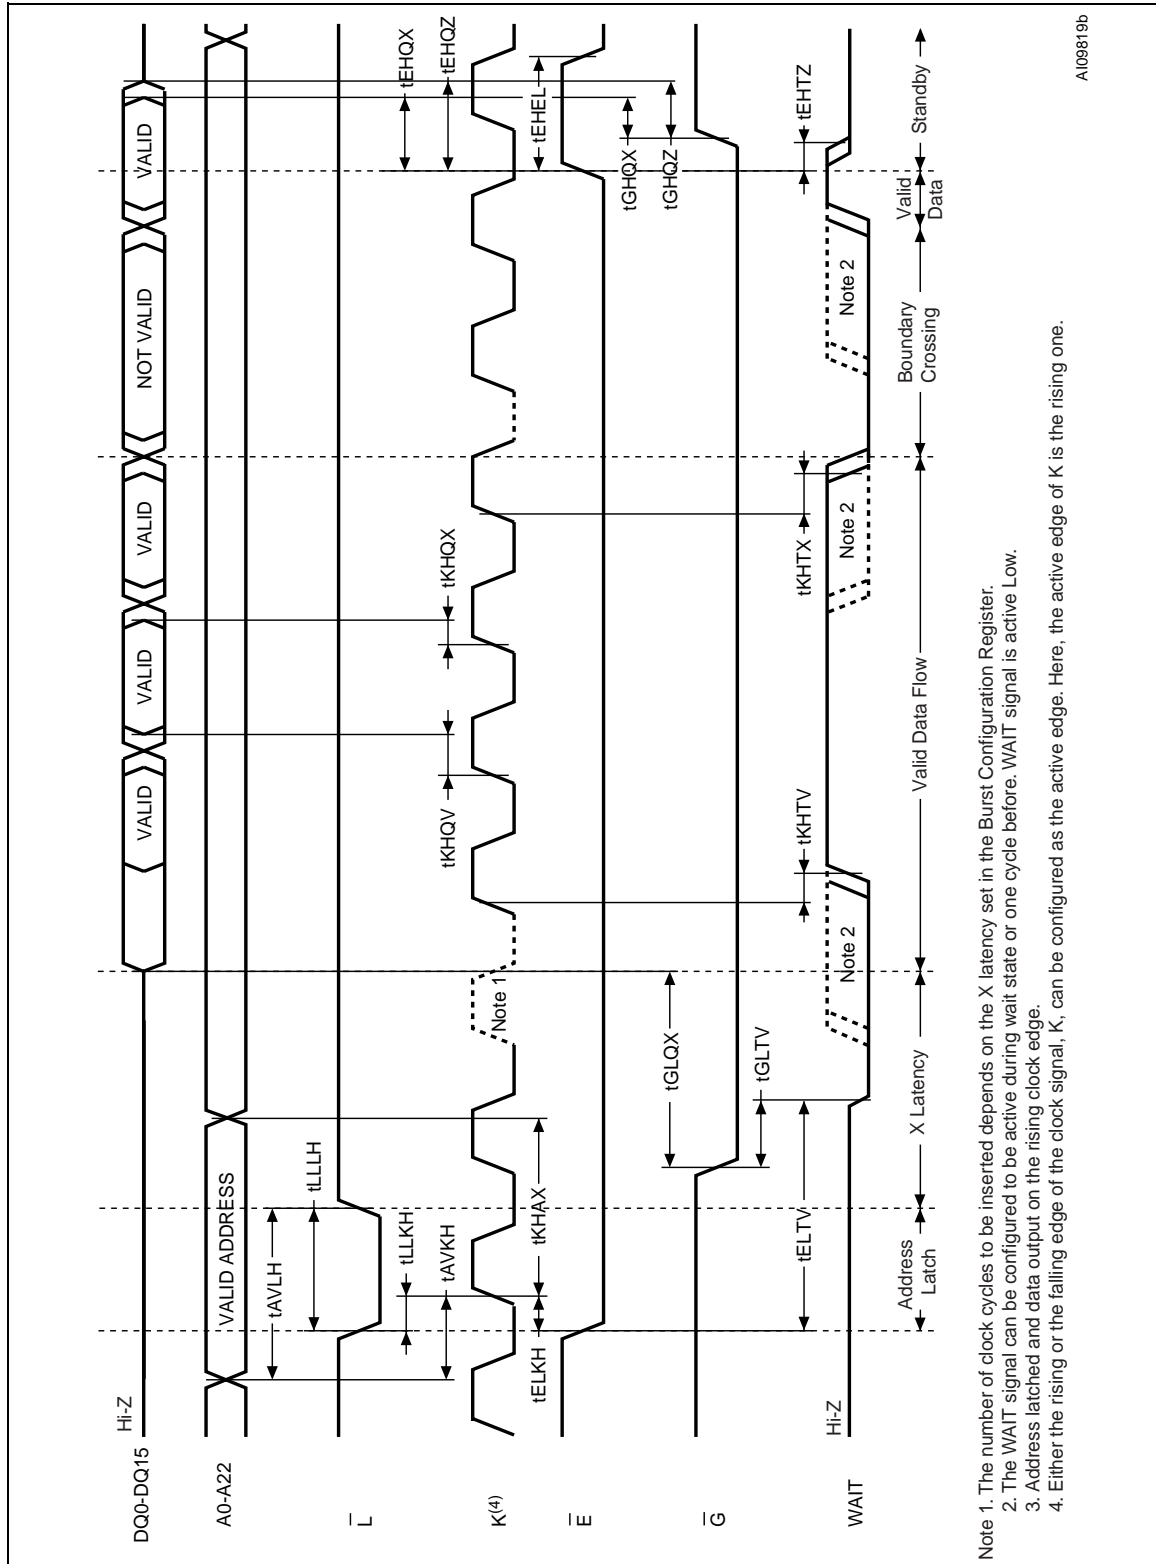 DQ0-DQ15
Hi-Z
VALID
VALID
VALID
NOT VALID
VALID
A0-A22
VALID ADDRESS
tAVLH
L
tLLLH
tLLKH
tAVKH
tKHQV
tKHQX
tEHQX
tEHQZ
K(4)
Note 1
tELKH
tKHAX
tEHEL
E
tGHQX
tGHQZ
tGLQX
G
tGLTV
tELTV
tKHTV
tKHTX
tEHTZ
WAIT
Hi-Z
Note 2
Note 2
Note 2
Address
Latch
X Latency
Valid Data Flow
Boundary
Crossing
Valid
Data
Standby
Note 1. The number of clock cycles to be inserted depends on the X latency set in the Burst Configuration Register.
2. The WAIT signal can be configured to be active during wait state or one cycle before. WAIT signal is active Low.
3. Address latched and data output on the rising clock edge.
4. Either the rising or the falling edge of the clock signal, K, can be configured as the active edge. Here, the active edge of K is the rising one.
AI09819b